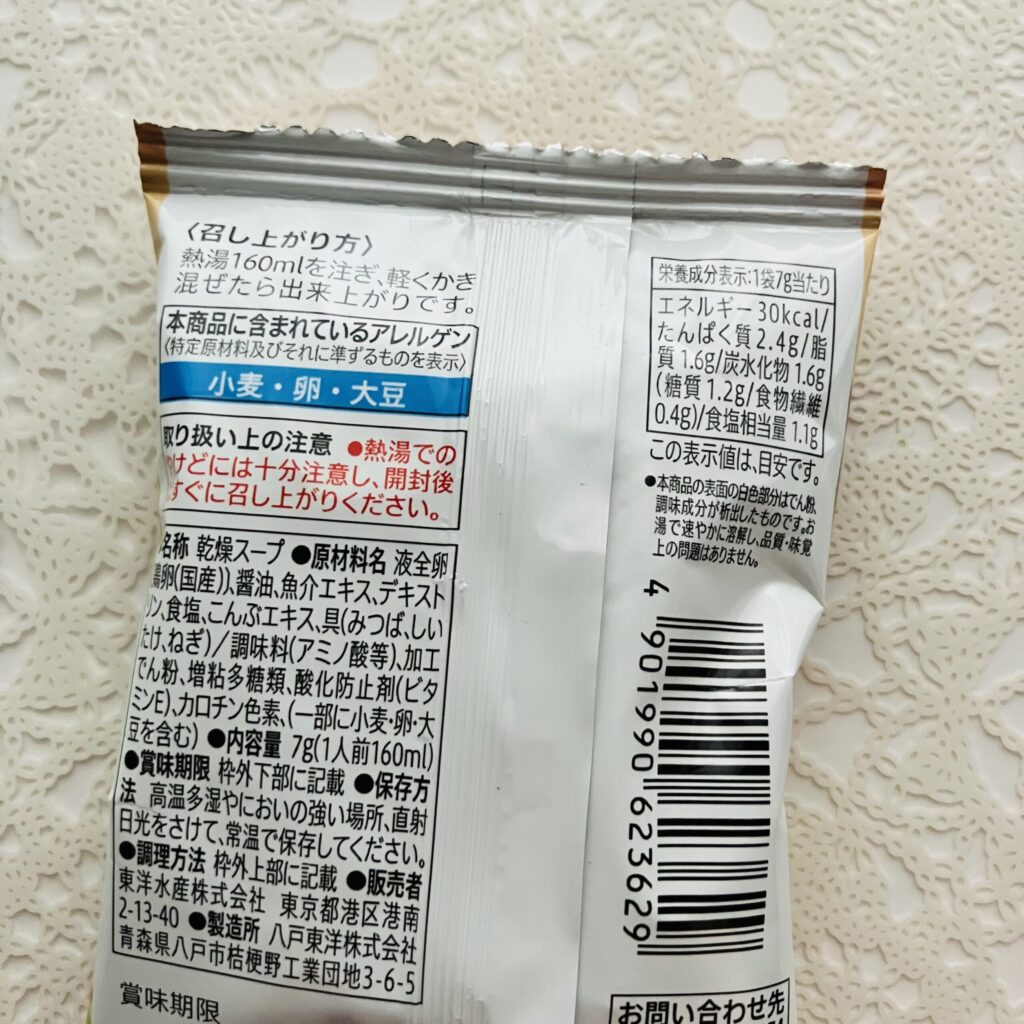 〈召し上がり方〉
熱湯160mlを注ぎ、軽くかき
混ぜたら出来上がりです。
本商品に含まれているアレルゲン
〈特定原材料及びそれに準ずるものを表示〉
小麦・卵・大豆
取り扱い上の注意 ●熱湯での
やけどには十分注意し、開封後
すぐに召し上がりください。
名称 乾燥スープ ●原材料名 液全卵
鶏卵(国産))、醤油、魚介エキス、デキスト
リン、食塩、こんぶエキス、具(みつば、しい
たけ、ねぎ)/調味料(アミノ酸等)、加工
でん粉、増粘多糖類、酸化防止剤(ビタ
ミンE)、カロチン色素、(一部に小麦・卵・大
豆を含む) ●内容量 7g(1人前160ml)
●賞味期限 枠外下部に記載 ●保存方
法 高温多湿やにおいの強い場所、直射
日光をさけて、常温で保存してください。
●調理方法 枠外上部に記載 ●販売者
東洋水産株式会社 東京都港区港南
2-13-40 ●製造所 八戸東洋株式会社
青森県八戸市桔梗野工業団地3-6-5
賞味期限
栄養成分表示:1袋7g当たり
エネルギー30kcal/
たんぱく質2.4g/脂
質1.6g/炭水化物1.6g
(糖質1.2g/食物繊維
0.4g)/食塩相当量1.1g
この表示値は、目安です。
●本商品の表面の白色部分はでん粉、
調味成分が析出したものです。お
湯で速やかに溶解し、品質・味覚
上の問題はありません。
4 901990 623629
お問い合わせ先